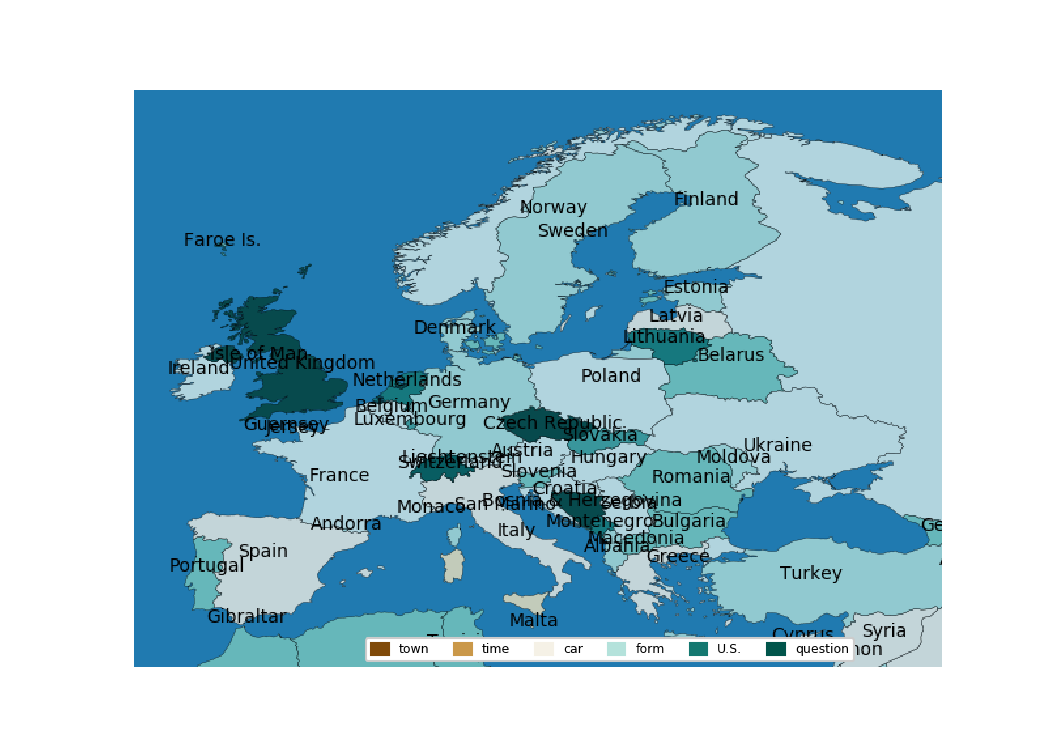 Norway
Finland
Sweden
Faroe Is.
Estonia
Latvia
Denmark
Lithuania
Isle of Man
Belarus
United Kingdom
Ireland
Netherlands
Poland
Germany
Belgium
Luxembourg
Czech Republic
Guernsey
Jersey
Slovakia
Ukraine
Austria
Liechtenstein
Switzerland
Hungary
Moldova
Slovenia
France
Romania
Croatia
Bosnia & Herzegovina
Serbia
Monaco
San Marino
Andorra
Montenegro
Bulgaria
Italy
Macedonia
Albania
Spain
Greece
Portugal
Turkey
Gibraltar
Malta
Syria
Cyprus
town time car form U.S. question